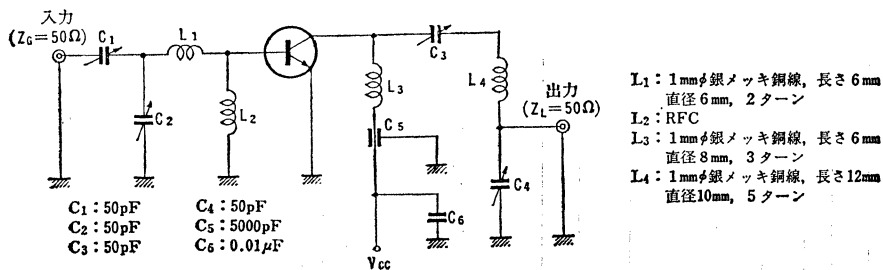 入力
(ZG=50Ω)
C1
L1
C2
L2
L3
C3
L4
出力
(ZL=50Ω)
C5
C4
C6
Vcc
C1:50pF
C2:50pF
C3:50pF
C4:50pF
C5:5000pF
C6:0.01μF
L1:1mmφ銀メッキ銅線,長さ6mm
直径6mm,2ターン
L2:RFC
L3:1mmφ銀メッキ銅線,長さ6mm
直径8mm,3ターン
L4:1mmφ銀メッキ銅線,長さ12mm
直径10mm,5ターン